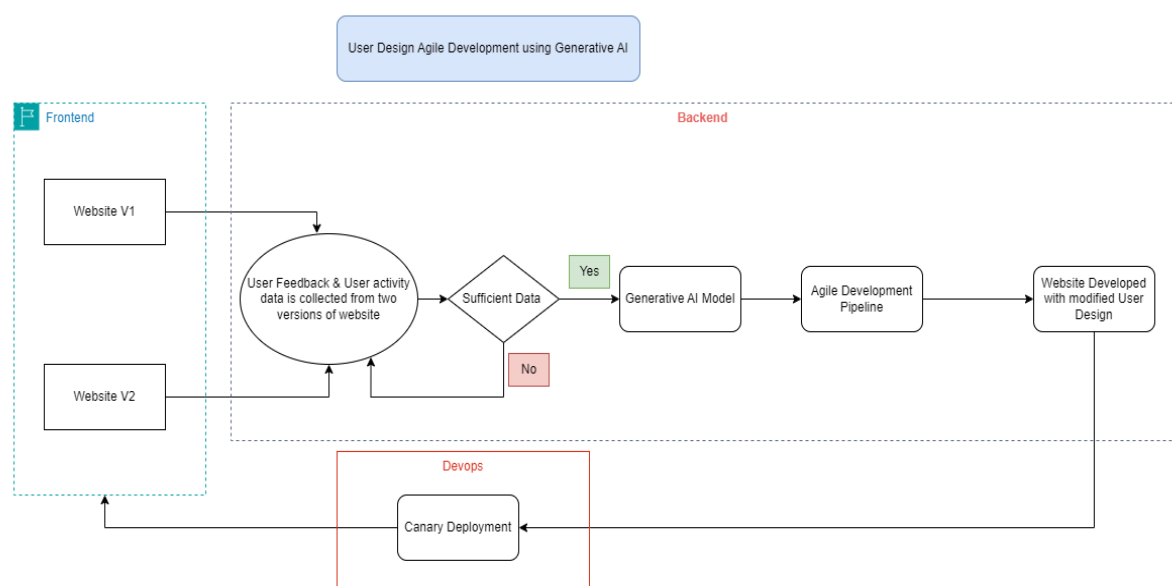 User Design Agile Development using Generative AI
Frontend
Backend
Website V1
User Feedback & User activity
data is collected from two
versions of website
Sufficient Data
Yes
No
Generative AI Model
Agile Development
Pipeline
Website Developed
with modified User
Design
Website V2
Devops
Canary Deployment